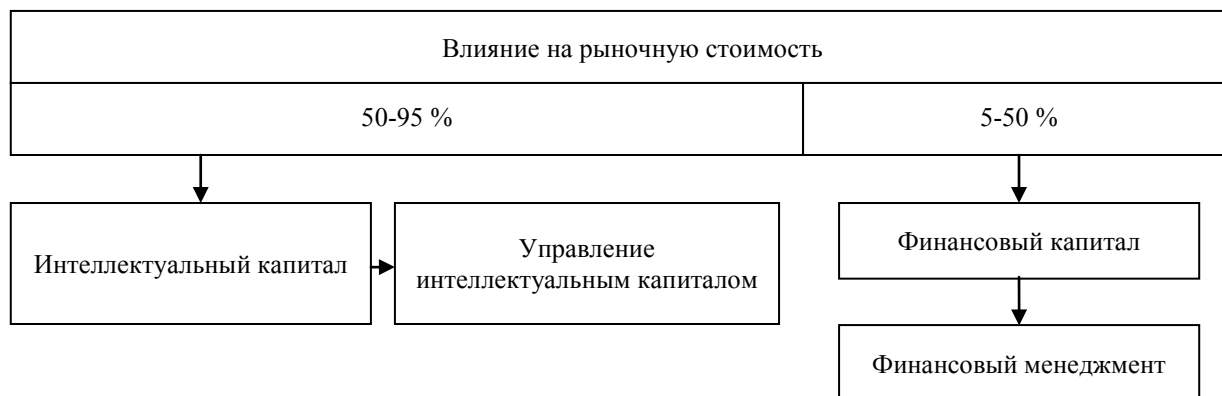 Влияние на рыночную стоимость
50-95 %
5-50 %
Интеллектуальный капитал
Управление
интеллектуальным капиталом
Финансовый капитал
Финансовый менеджмент